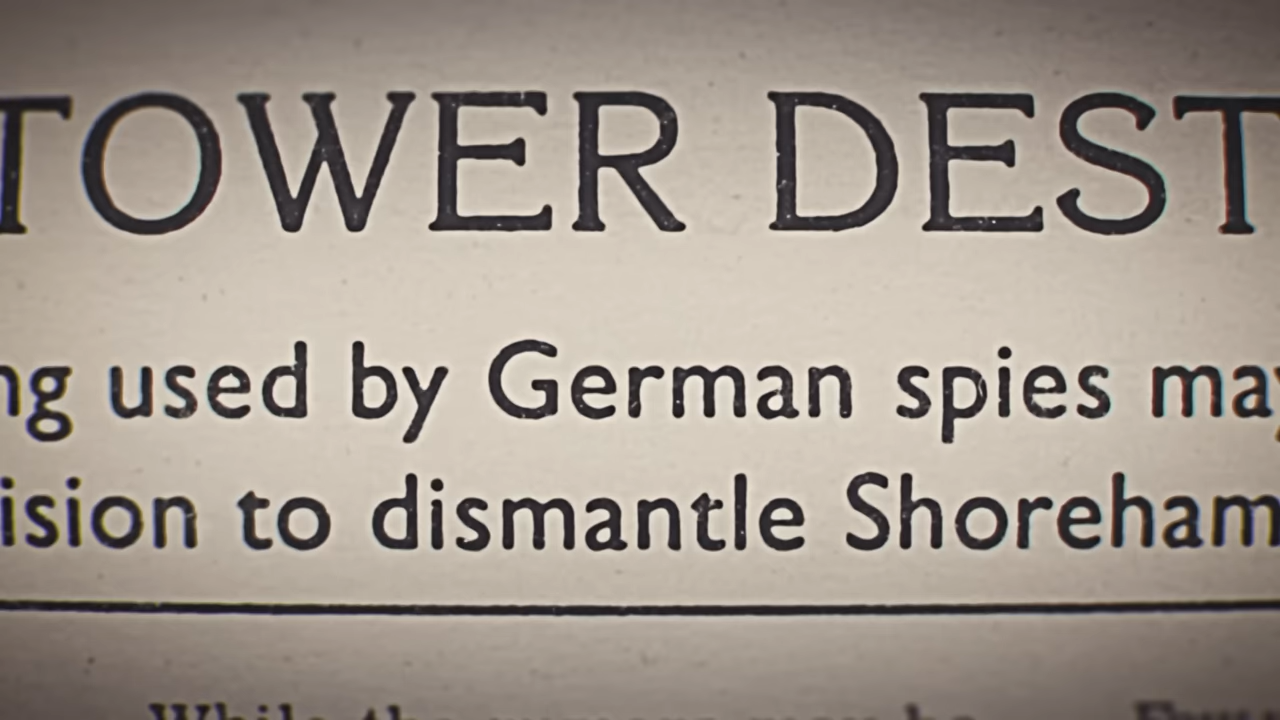 TOWER DEST
ng used by German spies may
ision to dismantle Shoreham